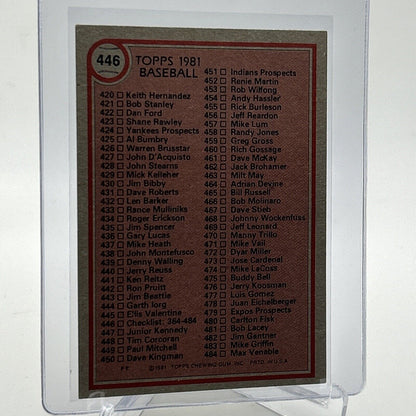 446
TOPPS 1981
BASEBALL
420 Keith Hernandez
421 Bob Stanley
422 Dan Ford
423 Shane Rawley
424 Yankees Prospects
425 Al Bumbry
426 Warren Brusstar
427 John D'Acquisto
428 John Stearns
429 Mick Kelleher
430 Jim Bibby
431 Dave Roberts
432 Len Barker
433 Rance Mulliniks
434 Roger Erickson
435 Jim Spencer
436 Gary Lucas
437 Mike Heath
438 John Montefusco
439 Denny Walling
440 Jerry Reuss
441 Ken Reitz
442 Ron Pruitt
443 Jim Beattie
444 Garth Iorg
445 Ellis Valentine
446 Checklist: 364-484
447 Junior Kennedy
448 Tim Corcoran
449 Paul Mitchell
450 Dave Kingman
451 Indians Prospects
452 Renie Martin
453 Rob Wilfong
454 Andy Hassler
455 Rick Burleson
456 Jeff Reardon
457 Mike Lum
458 Randy Jones
459 Greg Gross
460 Rich Gossage
461 Dave McKay
462 Jack Brohamer
463 Milt May
464 Adrian Devine
465 Bill Russell
466 Bob Molinaro
467 Dave Stieb
468 Johnny Wockenfuss
469 Jeff Leonard
470 Manny Trillo
471 Mike Vail
472 Dyar Miller
473 Jose Cardenal
474 Mike LaCoss
475 Buddy Bell
476 Jerry Koosman
477 Luis Gomez
478 Juan Eichelberger
479 Expos Prospects
480 Carlton Fisk
481 Bob Lacey
482 Jim Gantner
483 Mike Griffin
484 Max Venable
©1981 TOPPS CHEWING GUM, INC. PRTD. IN U.S.A.